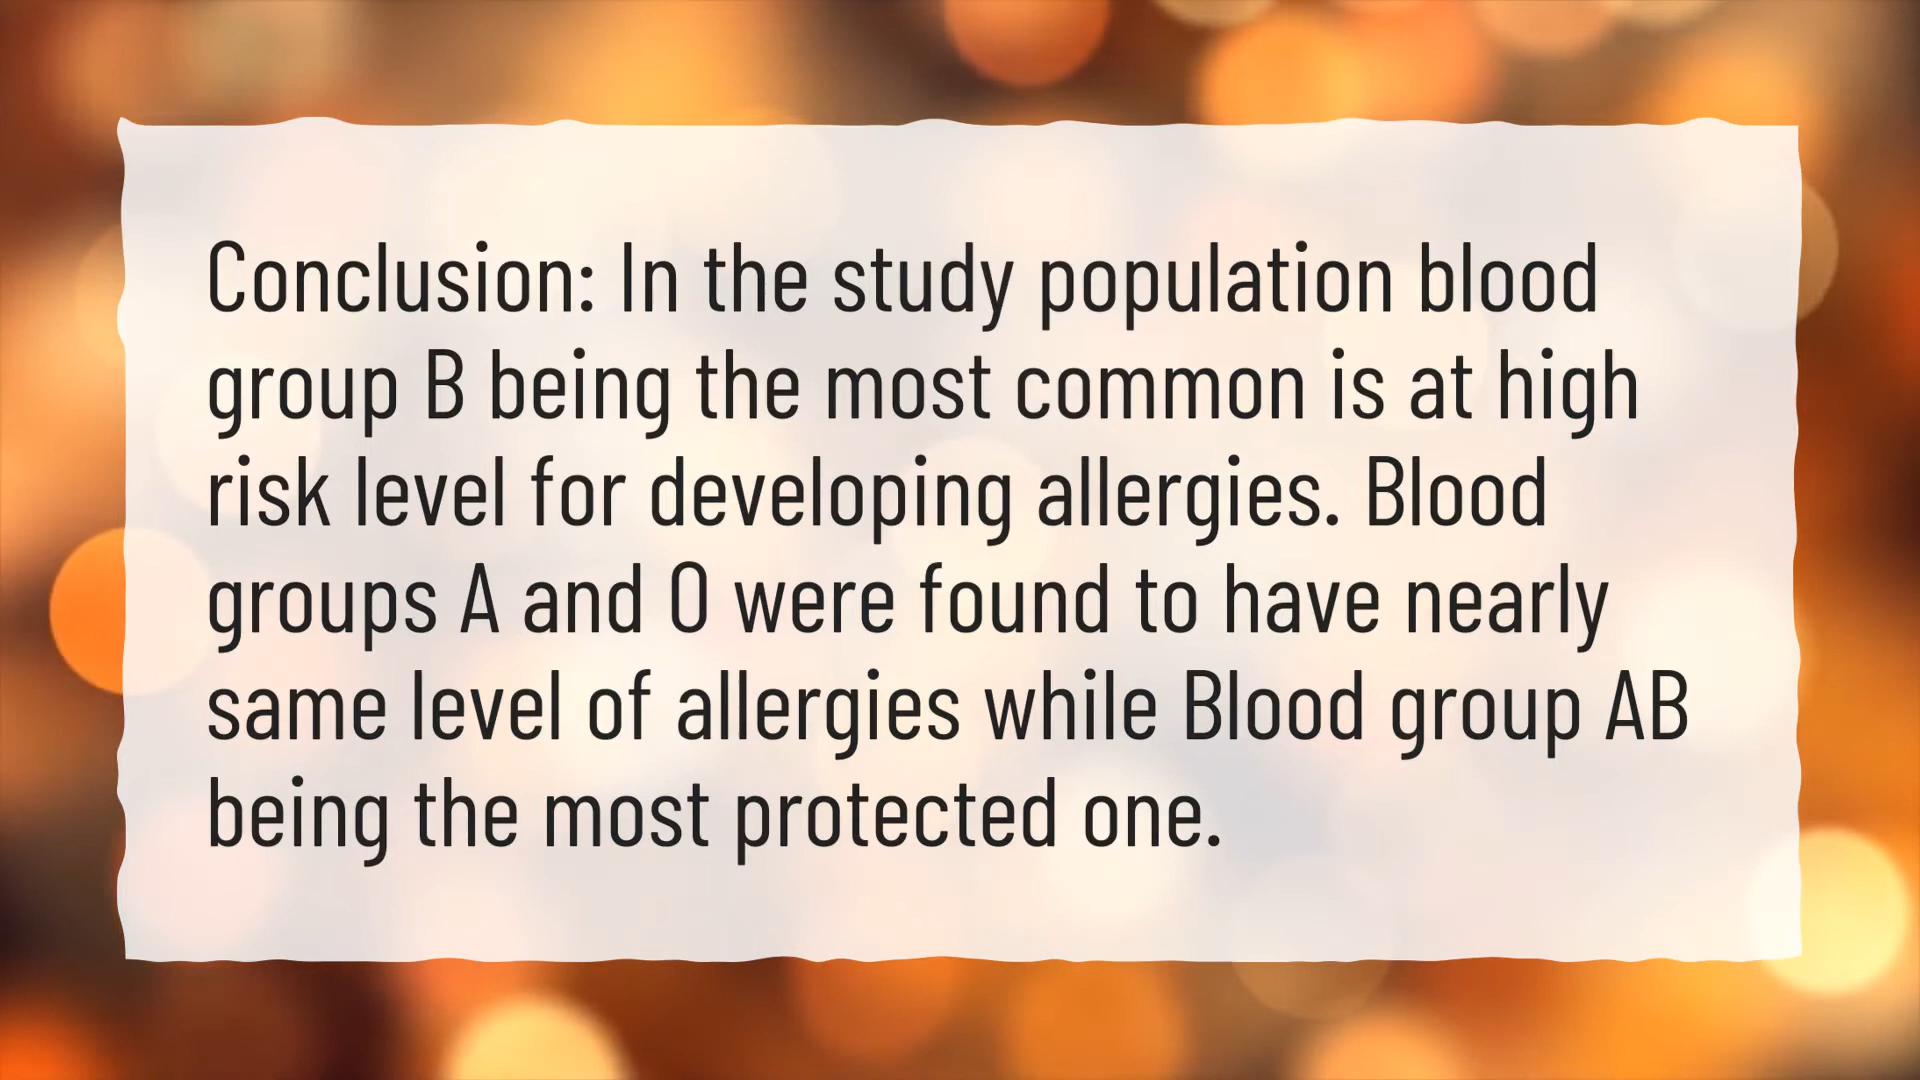 Conclusion: In the study population blood
group B being the most common is at high
risk level for developing allergies. Blood
groups A and O were found to have nearly
same level of allergies while Blood group AB
being the most protected one.